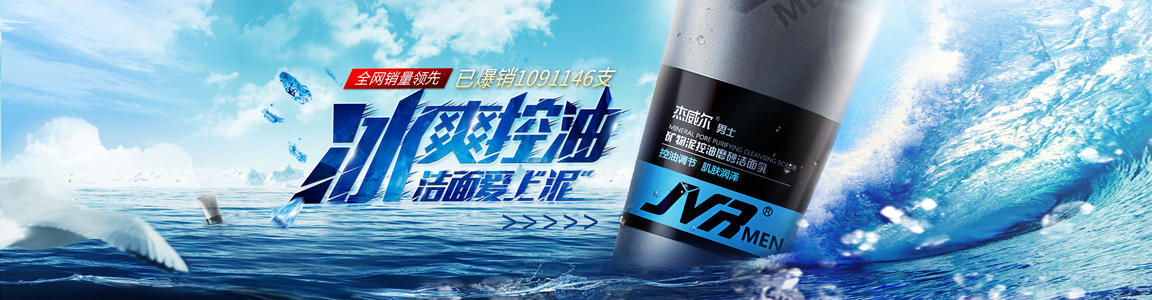 全网销量领先 已爆销1091146支
冰爽控油
洁面爱上"泥"
ME
杰威尔® 男士
MINERAL PORE PURIFYING CLEANSING SCRUB
矿物泥控油磨砂洁面乳
控油调节 肌肤润泽
JVR®
MEN